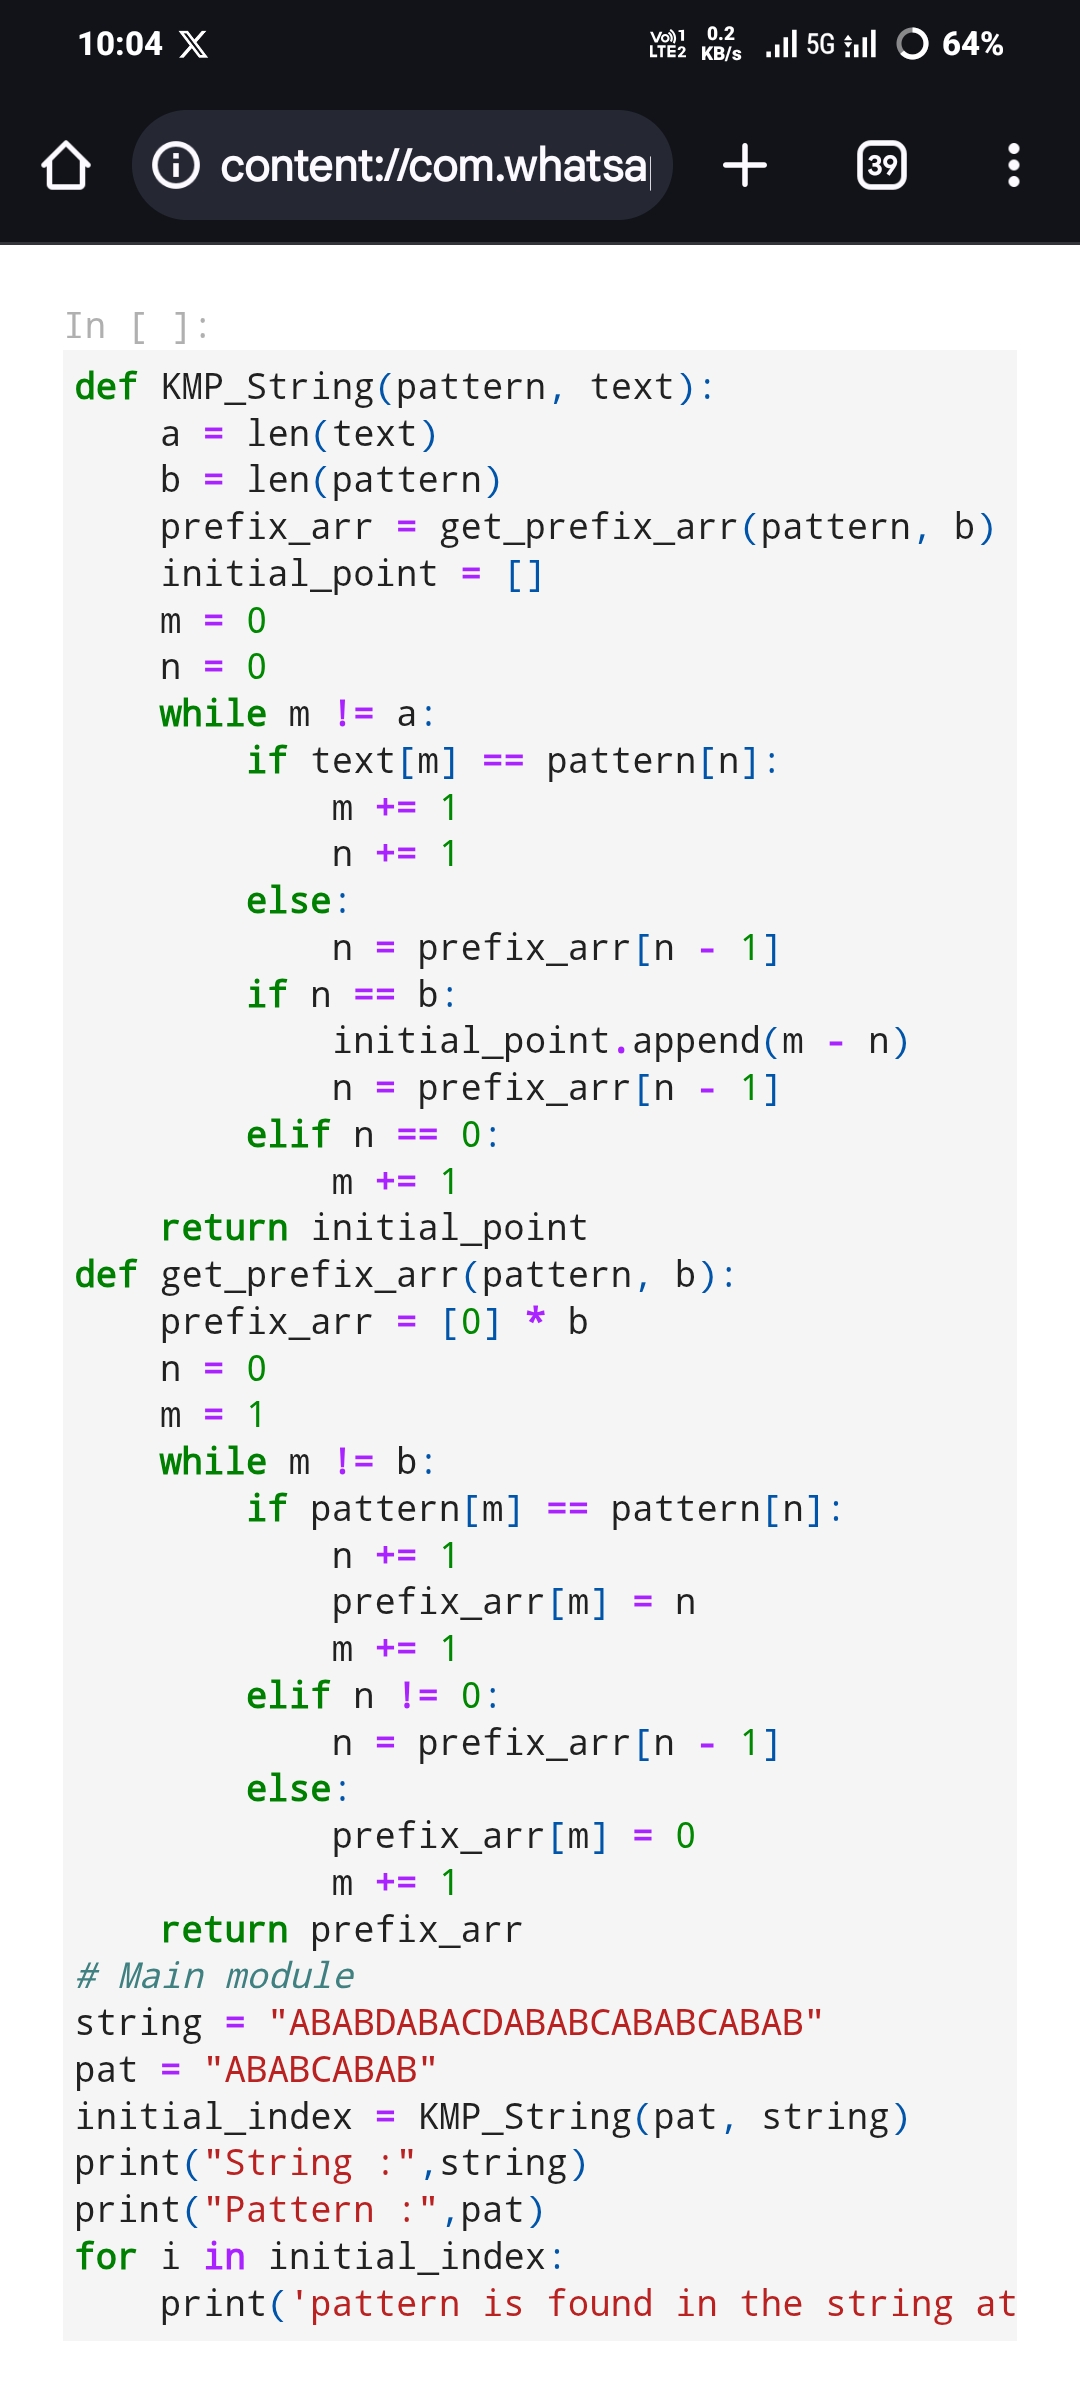 10:04 X Vo))1 LTE2 0.2 KB/s 5G 64%
content://com.whatsa 39
In [ ]:
def KMP_String(pattern, text):
    a = len(text)
    b = len(pattern)
    prefix_arr = get_prefix_arr(pattern, b)
    initial_point = []
    m = 0
    n = 0
    while m != a:
        if text[m] == pattern[n]:
            m += 1
            n += 1
        else:
            n = prefix_arr[n - 1]
        if n == b:
            initial_point.append(m - n)
            n = prefix_arr[n - 1]
        elif n == 0:
            m += 1
    return initial_point
def get_prefix_arr(pattern, b):
    prefix_arr = [0] * b
    n = 0
    m = 1
    while m != b:
        if pattern[m] == pattern[n]:
            n += 1
            prefix_arr[m] = n
            m += 1
        elif n != 0:
            n = prefix_arr[n - 1]
        else:
            prefix_arr[m] = 0
            m += 1
    return prefix_arr
# Main module
string = "ABABDABACDABABCABABCABAB"
pat = "ABABCABAB"
initial_index = KMP_String(pat, string)
print("String :",string)
print("Pattern :",pat)
for i in initial_index:
    print('pattern is found in the string at